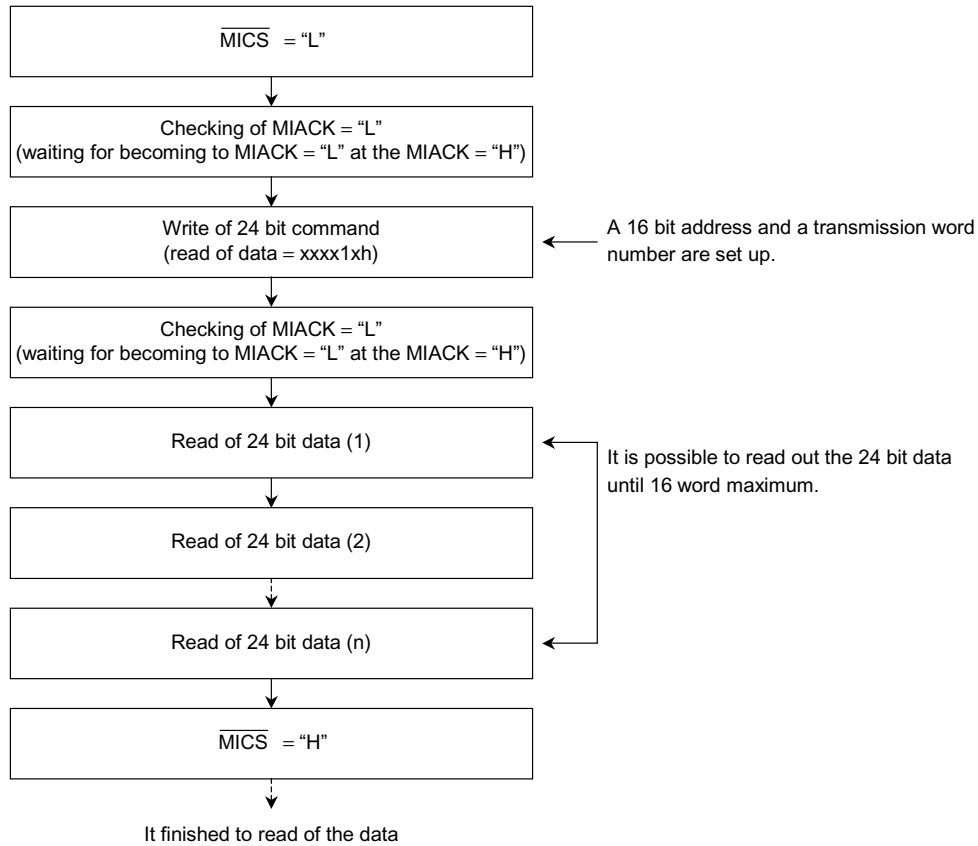 MICS = “L”
Checking of MIACK = “L”
(waiting for becoming to MIACK = “L” at the MIACK = “H”)
Write of 24 bit command
(read of data = xxxx1xh)
A 16 bit address and a transmission word
number are set up.
Checking of MIACK = “L”
(waiting for becoming to MIACK = “L” at the MIACK = “H”)
Read of 24 bit data (1)
It is possible to read out the 24 bit data
until 16 word maximum.
Read of 24 bit data (2)
Read of 24 bit data (n)
MICS = “H”
It finished to read of the data